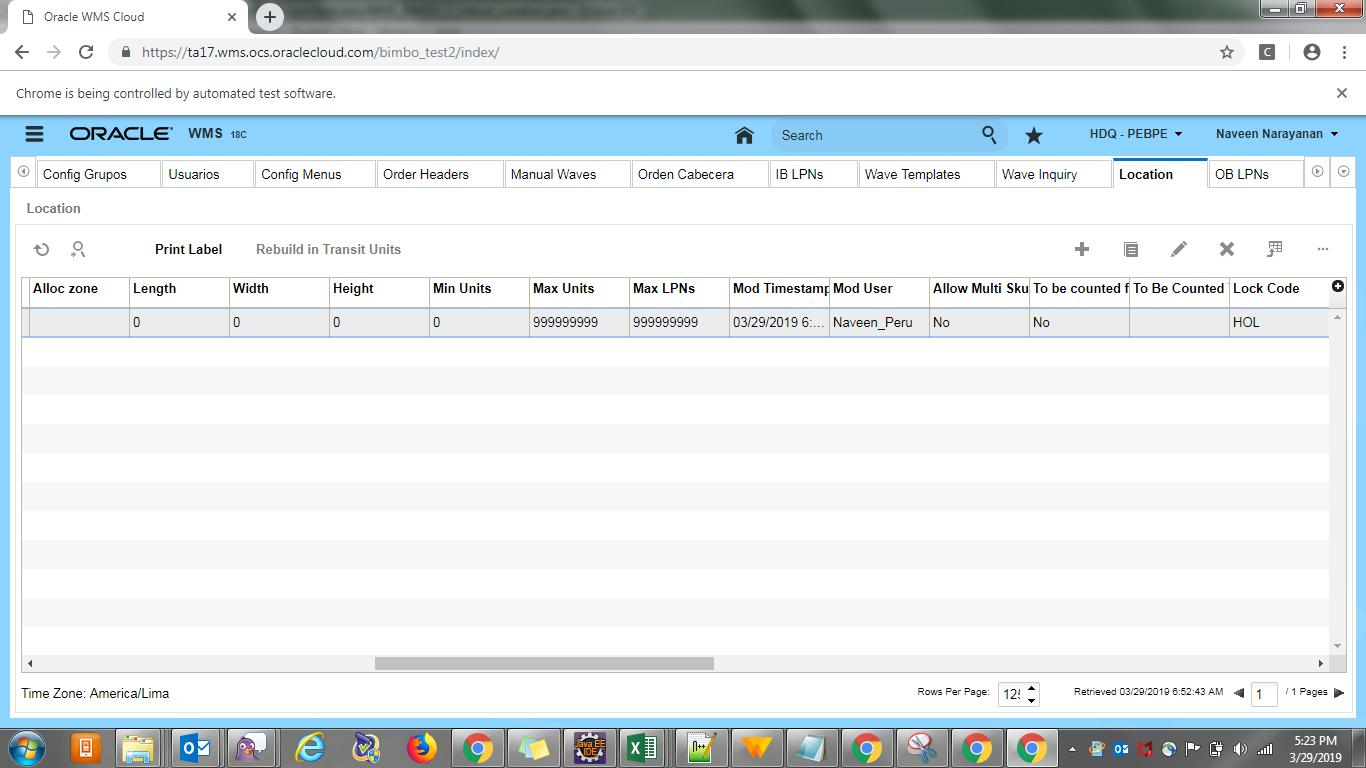 Oracle WMS Cloud
https://ta17.wms.ocs.oraclecloud.com/bimbo_test2/index/
Chrome is being controlled by automated test software.
ORACLE WMS 18C Search HDQ - PEBPE Naveen Narayanan
Config Grupos Usuarios Config Menus Order Headers Manual Waves Orden Cabecera IB LPNs Wave Templates Wave Inquiry Location OB LPNs
Location
Print Label Rebuild in Transit Units
Alloc zone Length Width Height Min Units Max Units Max LPNs Mod Timestamp Mod User Allow Multi Sku To be counted f To Be Counted Lock Code
0 0 0 0 999999999 999999999 03/29/2019 6:... Naveen_Peru No No HOL
Time Zone: America/Lima Rows Per Page: 125 Retrieved 03/29/2019 6:52:43 AM 1 / 1 Pages
Java EE
IDE
5:23 PM
3/29/2019